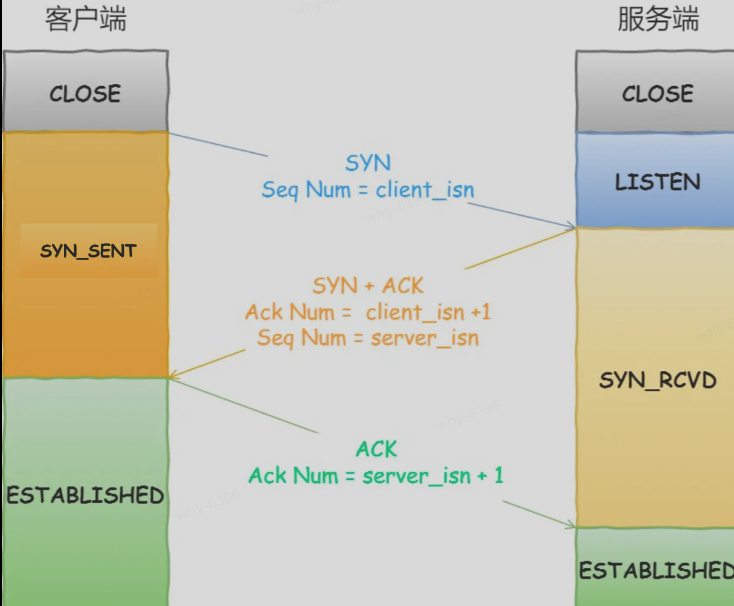 客户端
服务端
CLOSE
CLOSE
SYN
Seq Num = client_isn
LISTEN
SYN_SENT
SYN + ACK
Ack Num = client_isn +1
Seq Num = server_isn
SYN_RCVD
ACK
Ack Num = server_isn + 1
ESTABLISHED
ESTABLISHED